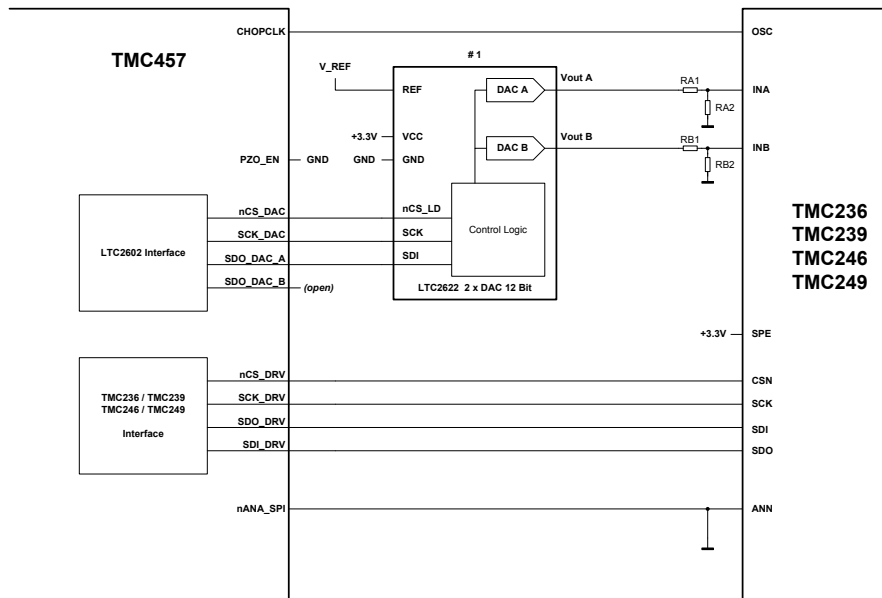 CHOPCLK
OSC
TMC457
# 1
V_REF
REF
DAC A
Vout A
RA1
INA
RA2
+3.3V
VCC
DAC B
Vout B
RB1
INB
PZO_EN
GND
GND
GND
RB2
nCS_DAC
nCS_LD
TMC236
TMC239
TMC246
TMC249
LTC2602 Interface
SCK_DAC
SCK
Control Logic
SDO_DAC_A
SDI
SDO_DAC_B
(open)
LTC2622 2 x DAC 12 Bit
+3.3V
SPE
nCS_DRV
CSN
TMC236 / TMC239
TMC246 / TMC249
Interface
SCK_DRV
SCK
SDO_DRV
SDI
SDI_DRV
SDO
nANA_SPI
ANN